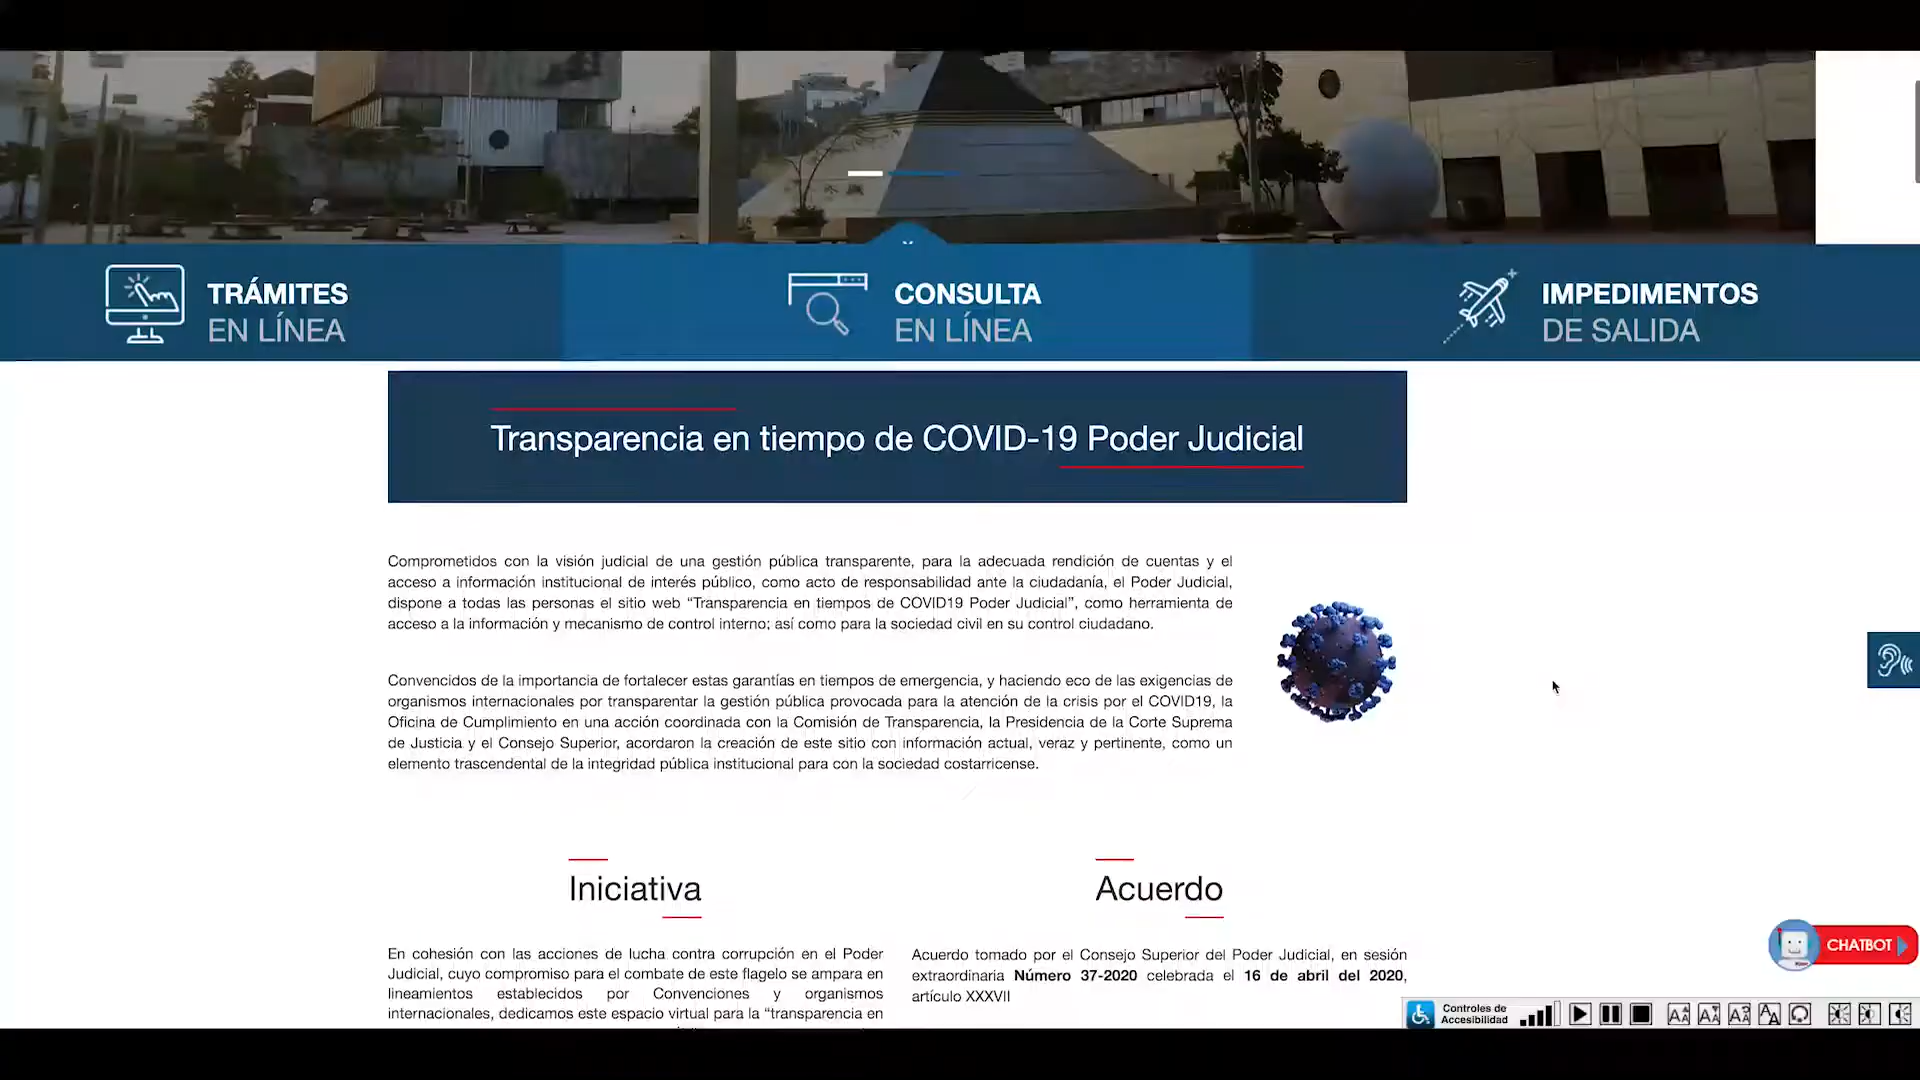 TRÁMITES
EN LÍNEA
CONSULTA
EN LÍNEA
IMPEDIMENTOS
DE SALIDA
Transparencia en tiempo de COVID-19 Poder Judicial
Comprometidos con la visión judicial de una gestión pública transparente, para la adecuada rendición de cuentas y el
acceso a información institucional de interés público, como acto de responsabilidad ante la ciudadanía, el Poder Judicial,
dispone a todas las personas el sitio web “Transparencia en tiempos de COVID19 Poder Judicial”, como herramienta de
acceso a la información y mecanismo de control interno; así como para la sociedad civil en su control ciudadano.
Convencidos de la importancia de fortalecer estas garantías en tiempos de emergencia, y haciendo eco de las exigencias de
organismos internacionales por transparentar la gestión pública provocada para la atención de la crisis por el COVID19, la
Oficina de Cumplimiento en una acción coordinada con la Comisión de Transparencia, la Presidencia de la Corte Suprema
de Justicia y el Consejo Superior, acordaron la creación de este sitio con información actual, veraz y pertinente, como un
elemento trascendental de la integridad pública institucional para con la sociedad costarricense.
Iniciativa
En cohesión con las acciones de lucha contra corrupción en el Poder
Judicial, cuyo compromiso para el combate de este flagelo se ampara en
lineamientos establecidos por Convenciones y organismos
internacionales, dedicamos este espacio virtual para la “transparencia en
Acuerdo
Acuerdo tomado por el Consejo Superior del Poder Judicial, en sesión
extraordinaria Número 37-2020 celebrada el 16 de abril del 2020,
artículo XXXVII
CHATBOT
Controles de
Accesibilidad